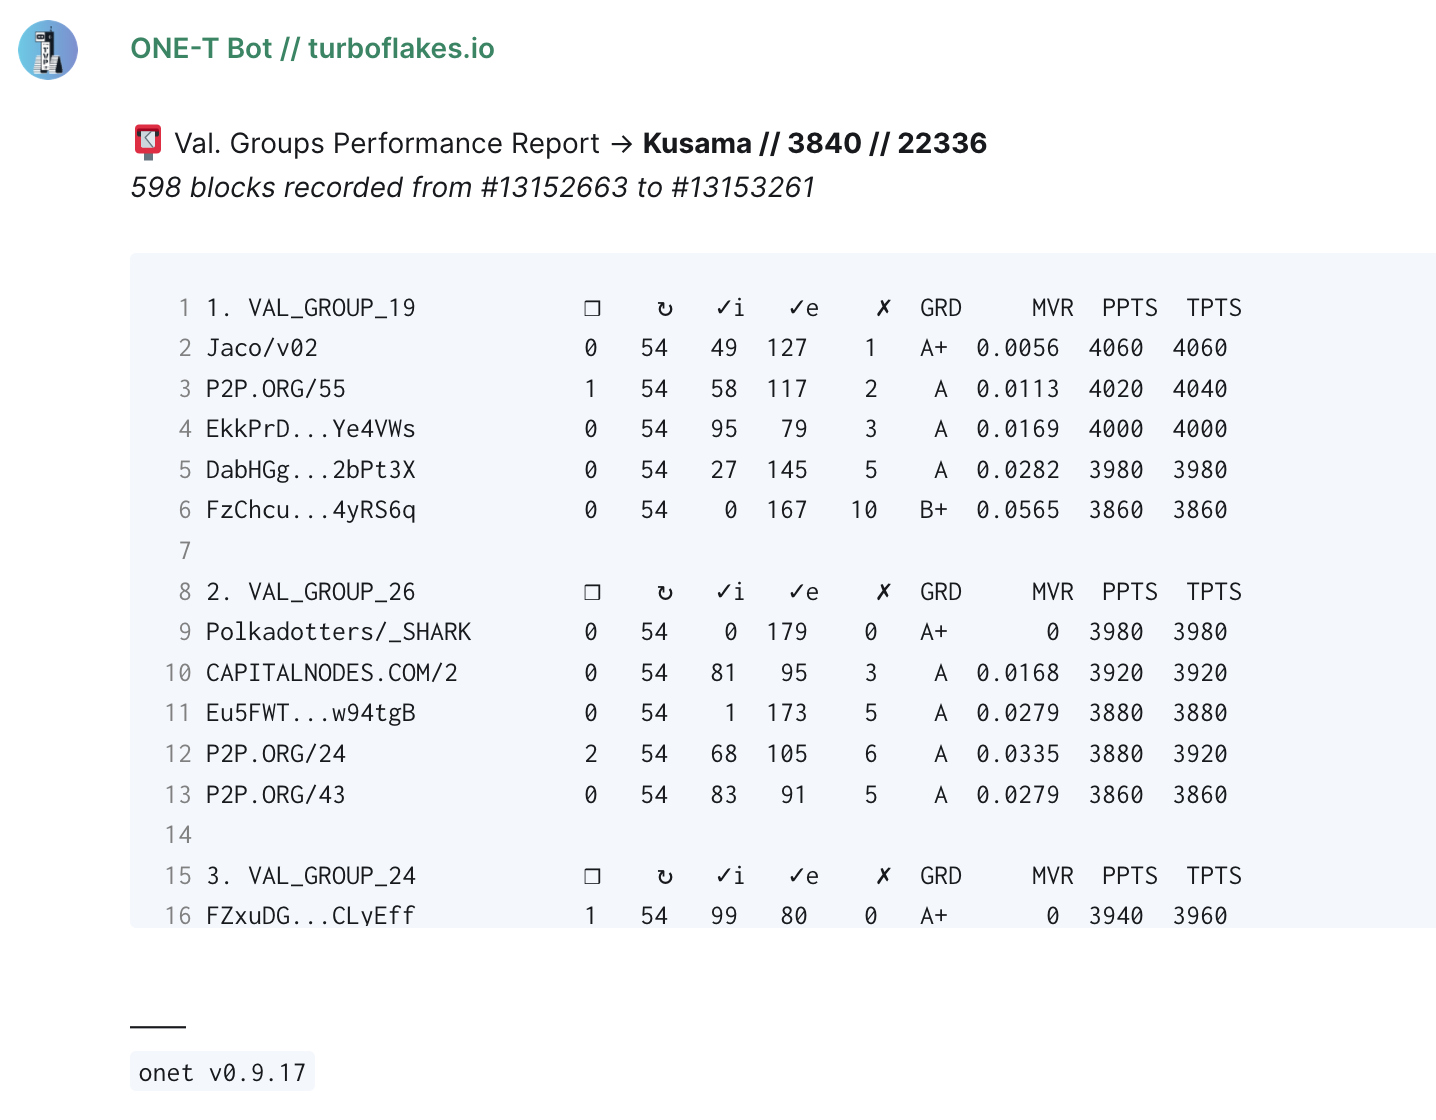 ONE-T Bot // turboflakes.io
Val. Groups Performance Report → Kusama // 3840 // 22336
598 blocks recorded from #13152663 to #13153261
1 1. VAL_GROUP_19 ❒ ↻ ✓i ✓e ✗ GRD MVR PPTS TPTS
2 Jaco/v02 0 54 49 127 1 A+ 0.0056 4060 4060
3 P2P.ORG/55 1 54 58 117 2 A 0.0113 4020 4040
4 EkkPrD...Ye4VWs 0 54 95 79 3 A 0.0169 4000 4000
5 DabHGg...2bPt3X 0 54 27 145 5 A 0.0282 3980 3980
6 FzChcu...4yRS6q 0 54 0 167 10 B+ 0.0565 3860 3860
7
8 2. VAL_GROUP_26 ❒ ↻ ✓i ✓e ✗ GRD MVR PPTS TPTS
9 Polkadotters/_SHARK 0 54 0 179 0 A+ 0 3980 3980
10 CAPITALNODES.COM/2 0 54 81 95 3 A 0.0168 3920 3920
11 Eu5FWT...w94tgB 0 54 1 173 5 A 0.0279 3880 3880
12 P2P.ORG/24 2 54 68 105 6 A 0.0335 3880 3920
13 P2P.ORG/43 0 54 83 91 5 A 0.0279 3860 3860
14
15 3. VAL_GROUP_24 ❒ ↻ ✓i ✓e ✗ GRD MVR PPTS TPTS
16 FZxuDG...CLyEff 1 54 99 80 0 A+ 0 3940 3960
onet v0.9.17